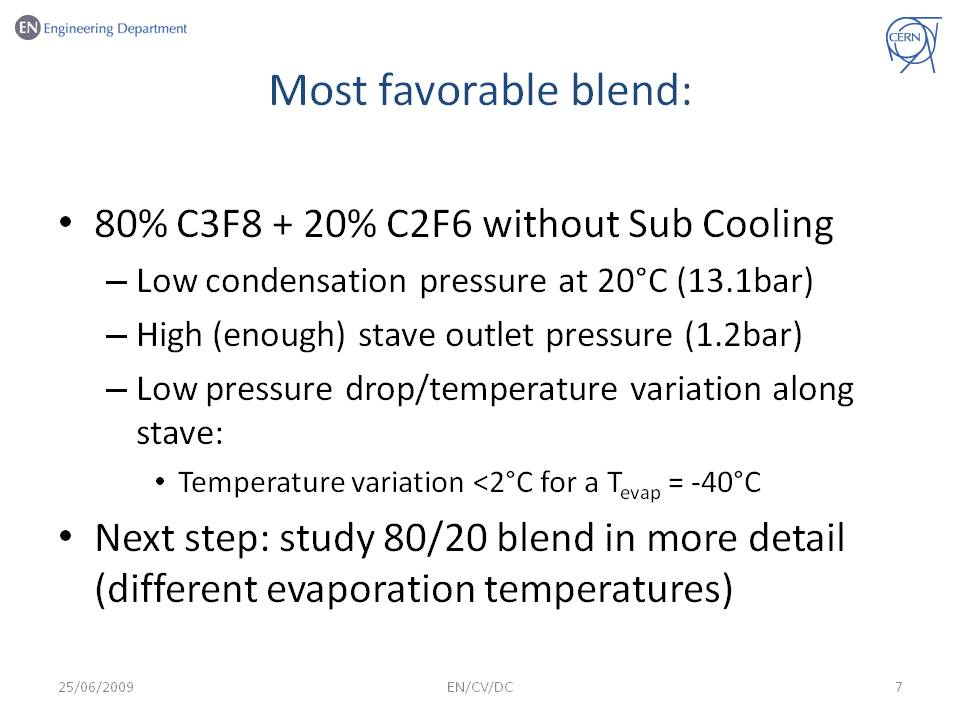 EN Engineering Department
CERN
Most favorable blend:
• 80% C3F8 + 20% C2F6 without Sub Cooling
– Low condensation pressure at 20°C (13.1bar)
– High (enough) stave outlet pressure (1.2bar)
– Low pressure drop/temperature variation along
stave:
• Temperature variation <2°C for a Tevap = -40°C
• Next step: study 80/20 blend in more detail
(different evaporation temperatures)
25/06/2009 EN/CV/DC 7